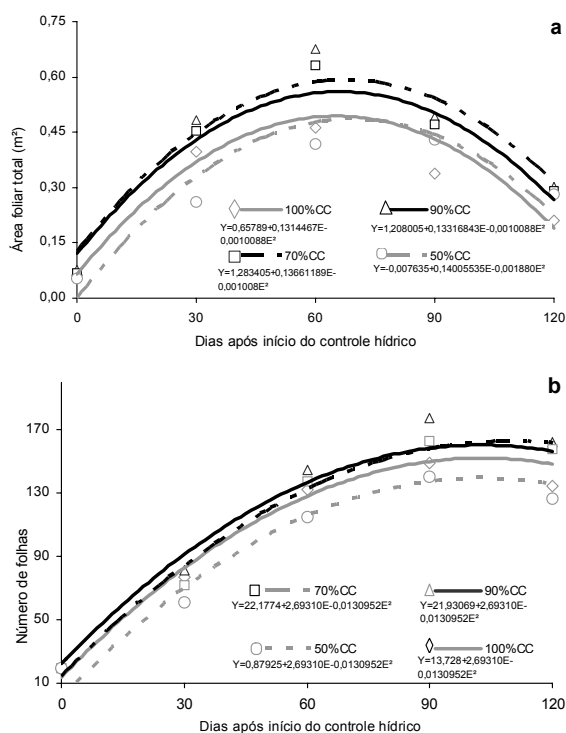 a
0,75
0,60
0,45
0,30
0,15
0,00
Área foliar total (m²)
100%CC
Y=0,65789+0,1314467E-
0,0010088E²
90%CC
Y=1,208005+0,13316843E-0,0010088E²
70%CC
Y=1,283405+0,13661189E-
0,001008E²
50%CC
Y=-0,007635+0,14005535E-0,001880E²
0 30 60 90 120
Dias após início do controle hídrico
b
170
130
90
50
10
Número de folhas
70%CC
Y=22,1774+2,69310E-0,0130952E²
90%CC
Y=21,93069+2,69310E-
0,0130952E²
50%CC
Y=0,87925+2,69310E-0,0130952E²
100%CC
Y=13,728+2,69310E-
0,0130952E²
0 30 60 90 120
Dias após início do controle hídrico